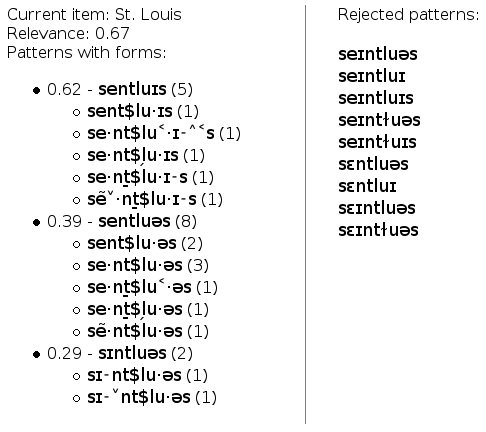 Current item: St. Louis
Relevance: 0.67
Patterns with forms:
• 0.62 - sentluɪs (5)
○ sent$lu·ɪs (1)
○ se·nt$lu˂·ɪ-˄˂s (1)
○ se·nt$lu·ɪs (1)
○ se·nt̠$ĺu·ɪ-s (1)
○ sẽ˅·nt̠$lu·ɪ-s (1)
• 0.39 - sentluəs (8)
○ sent$lu·əs (2)
○ se·nt$lu·əs (3)
○ se·nt̠$lu˂·əs (1)
○ se·nt̠$lu·əs (1)
○ sẽ·nt$ĺu·əs (1)
• 0.29 - sɪntluəs (2)
○ sɪ-nt$lu·əs (1)
○ sɪ-˅nt$lu·əs (1)
Rejected patterns:
seɪntluəs
seɪntluɪ
seɪntluɪs
seɪntłuəs
seɪntłuɪs
sɛntluəs
sɛntluɪ
sɛɪntluəs
sɛɪntłuəs